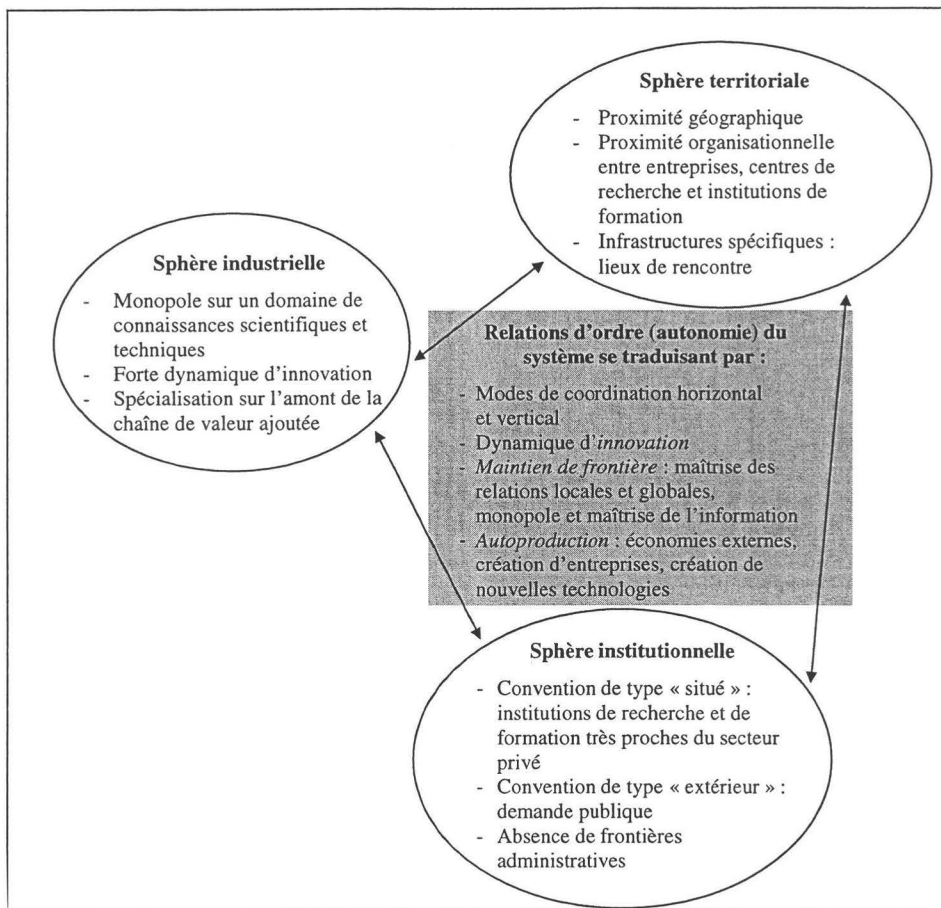 Sphère territoriale
- Proximité géographique
- Proximité organisationnelle
entre entreprises, centres de
recherche et institutions de
formation
- Infrastructures spécifiques :
lieux de rencontre
Sphère industrielle
- Monopole sur un domaine de
connaissances scientifiques et
techniques
- Forte dynamique d'innovation
- Spécialisation sur l'amont de la
chaîne de valeur ajoutée
Relations d'ordre (autonomie) du
système se traduisant par :
- Modes de coordination horizontal
et vertical
- Dynamique d'innovation
- Maintien de frontière : maîtrise des
relations locales et globales,
monopole et maîtrise de l'information
- Autoproduction : économies externes,
création d'entreprises, création de
nouvelles technologies
Sphère institutionnelle
- Convention de type « situé » :
institutions de recherche et de
formation très proches du secteur
privé
- Convention de type « extérieur » :
demande publique
- Absence de frontières
administratives